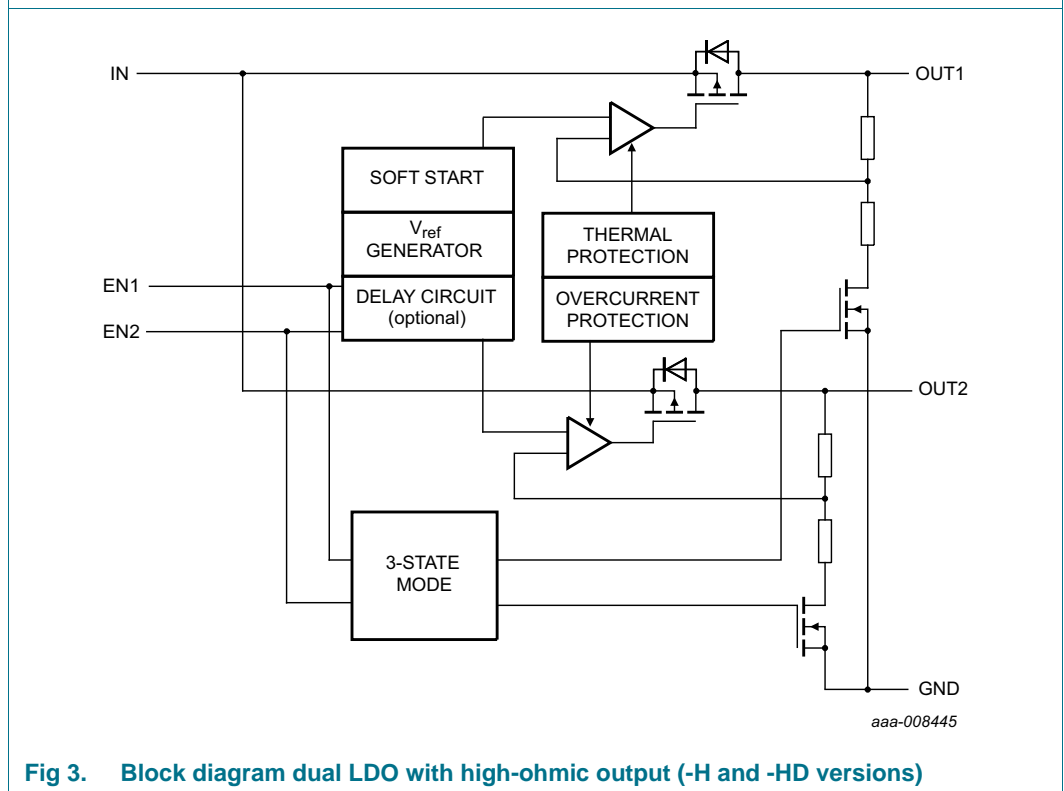 IN
OUT1
SOFT START
Vref
GENERATOR
THERMAL
PROTECTION
EN1
DELAY CIRCUIT
(optional)
OVERCURRENT
PROTECTION
EN2
OUT2
3-STATE
MODE
GND
aaa-008445
Fig 3. Block diagram dual LDO with high-ohmic output (-H and -HD versions)